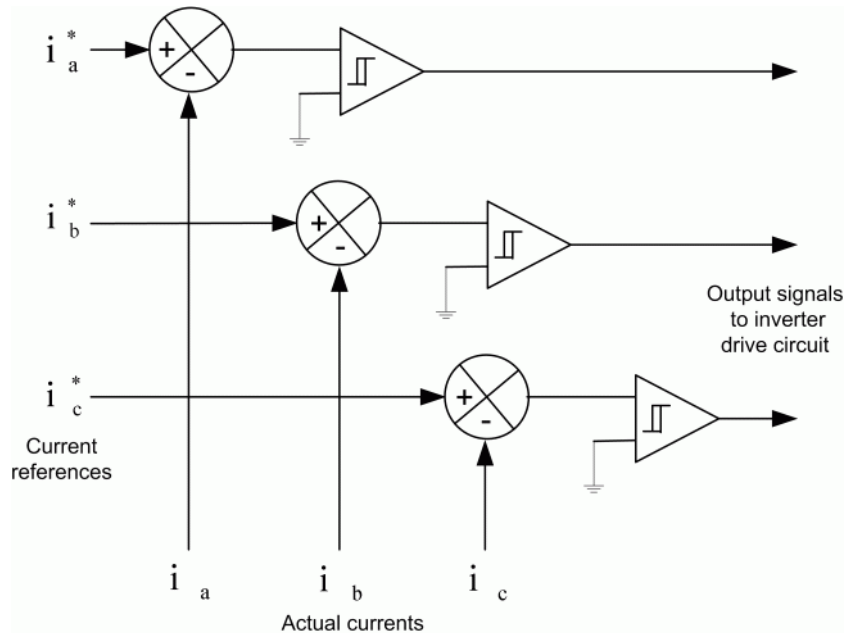 i*a
+
-
i*b
+
-
Output signals
to inverter
drive circuit
i*c
+
-
Current
references
i a
i b
i c
Actual currents